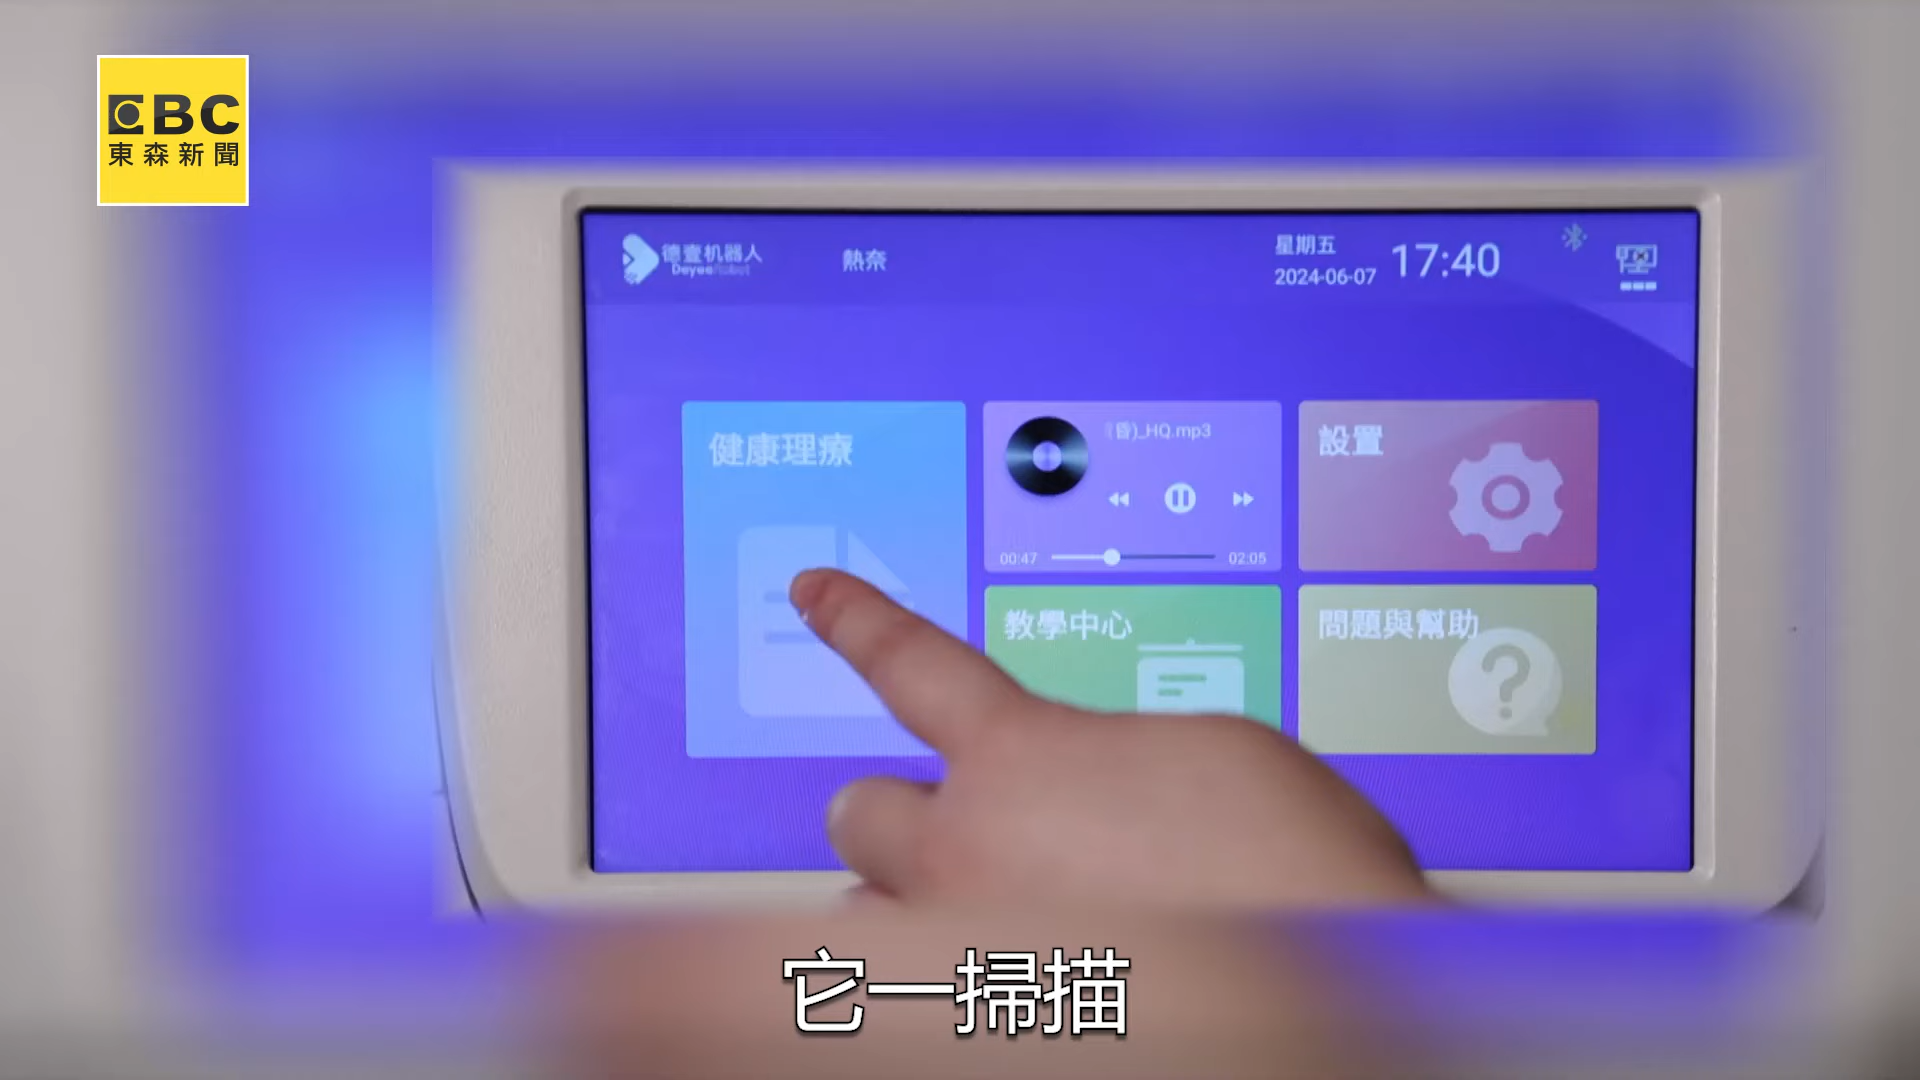 EBC
東森新聞
德壹机器人
DeyeeRobot
熱奈
星期五
2024-06-07
17:40
健康理療
(昏)_HQ.mp3
00:47
02:05
設置
教學中心
問題與幫助
它一掃描